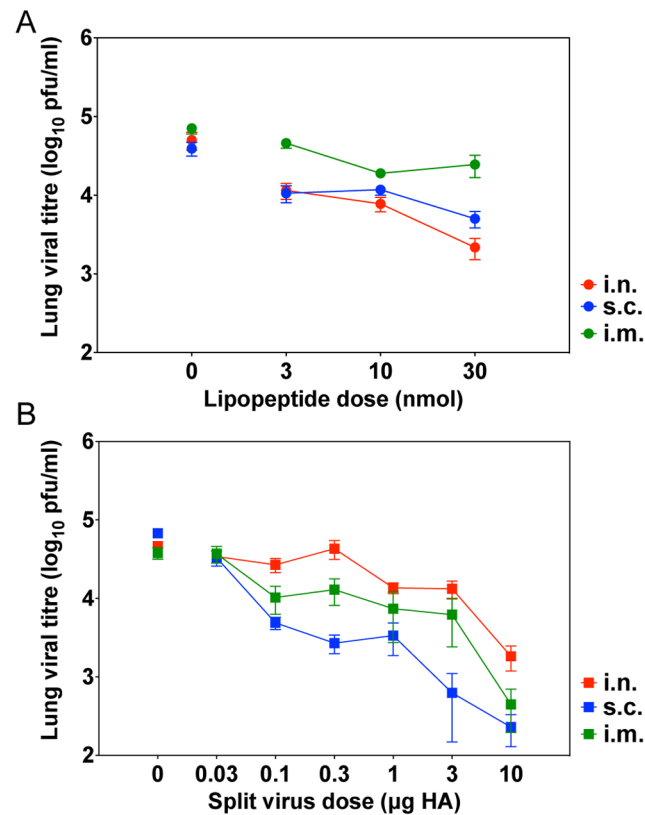 A
6
5
4
3
2
Lung viral titre (log10 pfu/ml)
0 3 10 30
Lipopeptide dose (nmol)
i.n.
s.c.
i.m.
B
6
5
4
3
2
Lung viral titre (log10 pfu/ml)
0 0.03 0.1 0.3 1 3 10
Split virus dose (µg HA)
i.n.
s.c.
i.m.